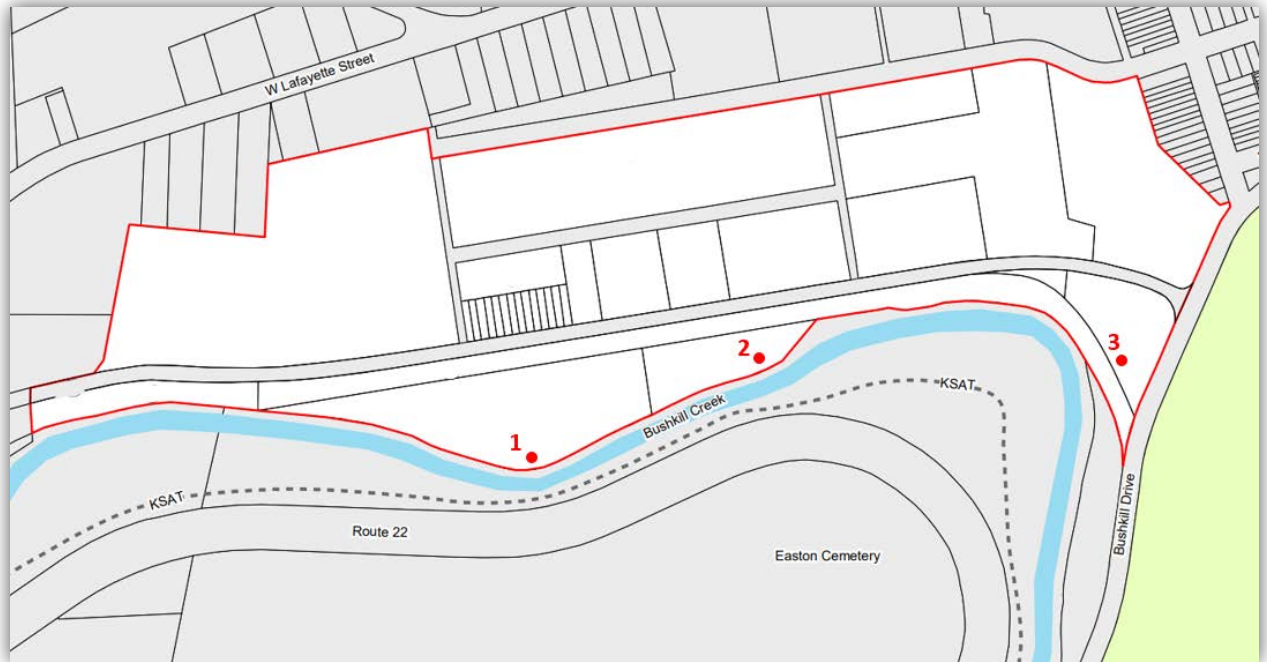 W Lafayette Street
3
2
KSAT
Bushkill Creek
1
KSAT
Bushkill Drive
Route 22
Easton Cemetery